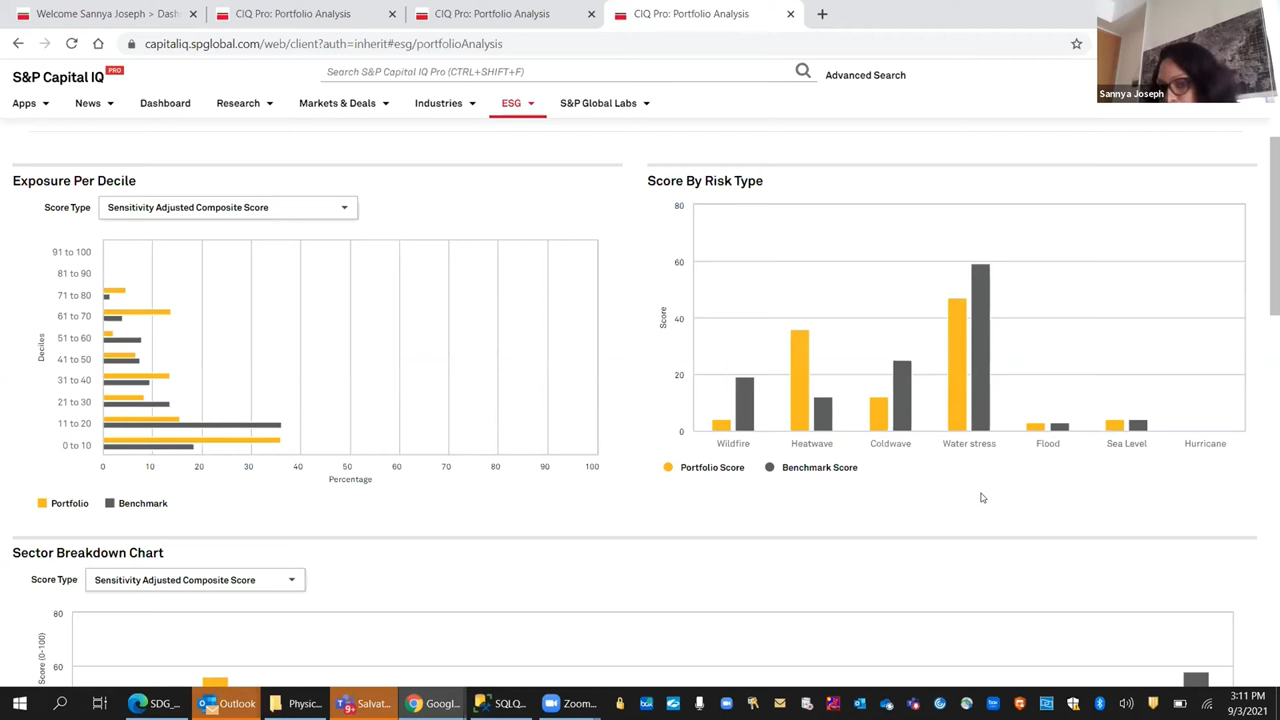 Welcome Sannya Joseph > Dash
CIQ Pro: Portfolio Analysis
CIQ Pro: Portfolio Analysis
CIQ Pro: Portfolio Analysis
capitaliq.spglobal.com/web/client?auth=inherit#esg/portfolioAnalysis
S&P Capital IQ PRO
Search S&P Capital IQ Pro (CTRL+SHIFT+F)
Advanced Search
Sannya Joseph
Apps
News
Dashboard
Research
Markets & Deals
Industries
ESG
S&P Global Labs
Exposure Per Decile
Score Type
Sensitivity Adjusted Composite Score
91 to 100
81 to 90
71 to 80
61 to 70
51 to 60
41 to 50
31 to 40
21 to 30
11 to 20
0 to 10
Deciles
0 10 20 30 40 50 60 70 80 90 100
Percentage
Portfolio
Benchmark
Score By Risk Type
80
60
40
20
0
Score
Wildfire Heatwave Coldwave Water stress Flood Sea Level Hurricane
Portfolio Score
Benchmark Score
Sector Breakdown Chart
Score Type
Sensitivity Adjusted Composite Score
80
60
Score (0-100)
SDG_...
Outlook
Physic...
Salvat...
9+
Googl...
SQLQ...
Zoom...
3:11 PM
9/3/2021